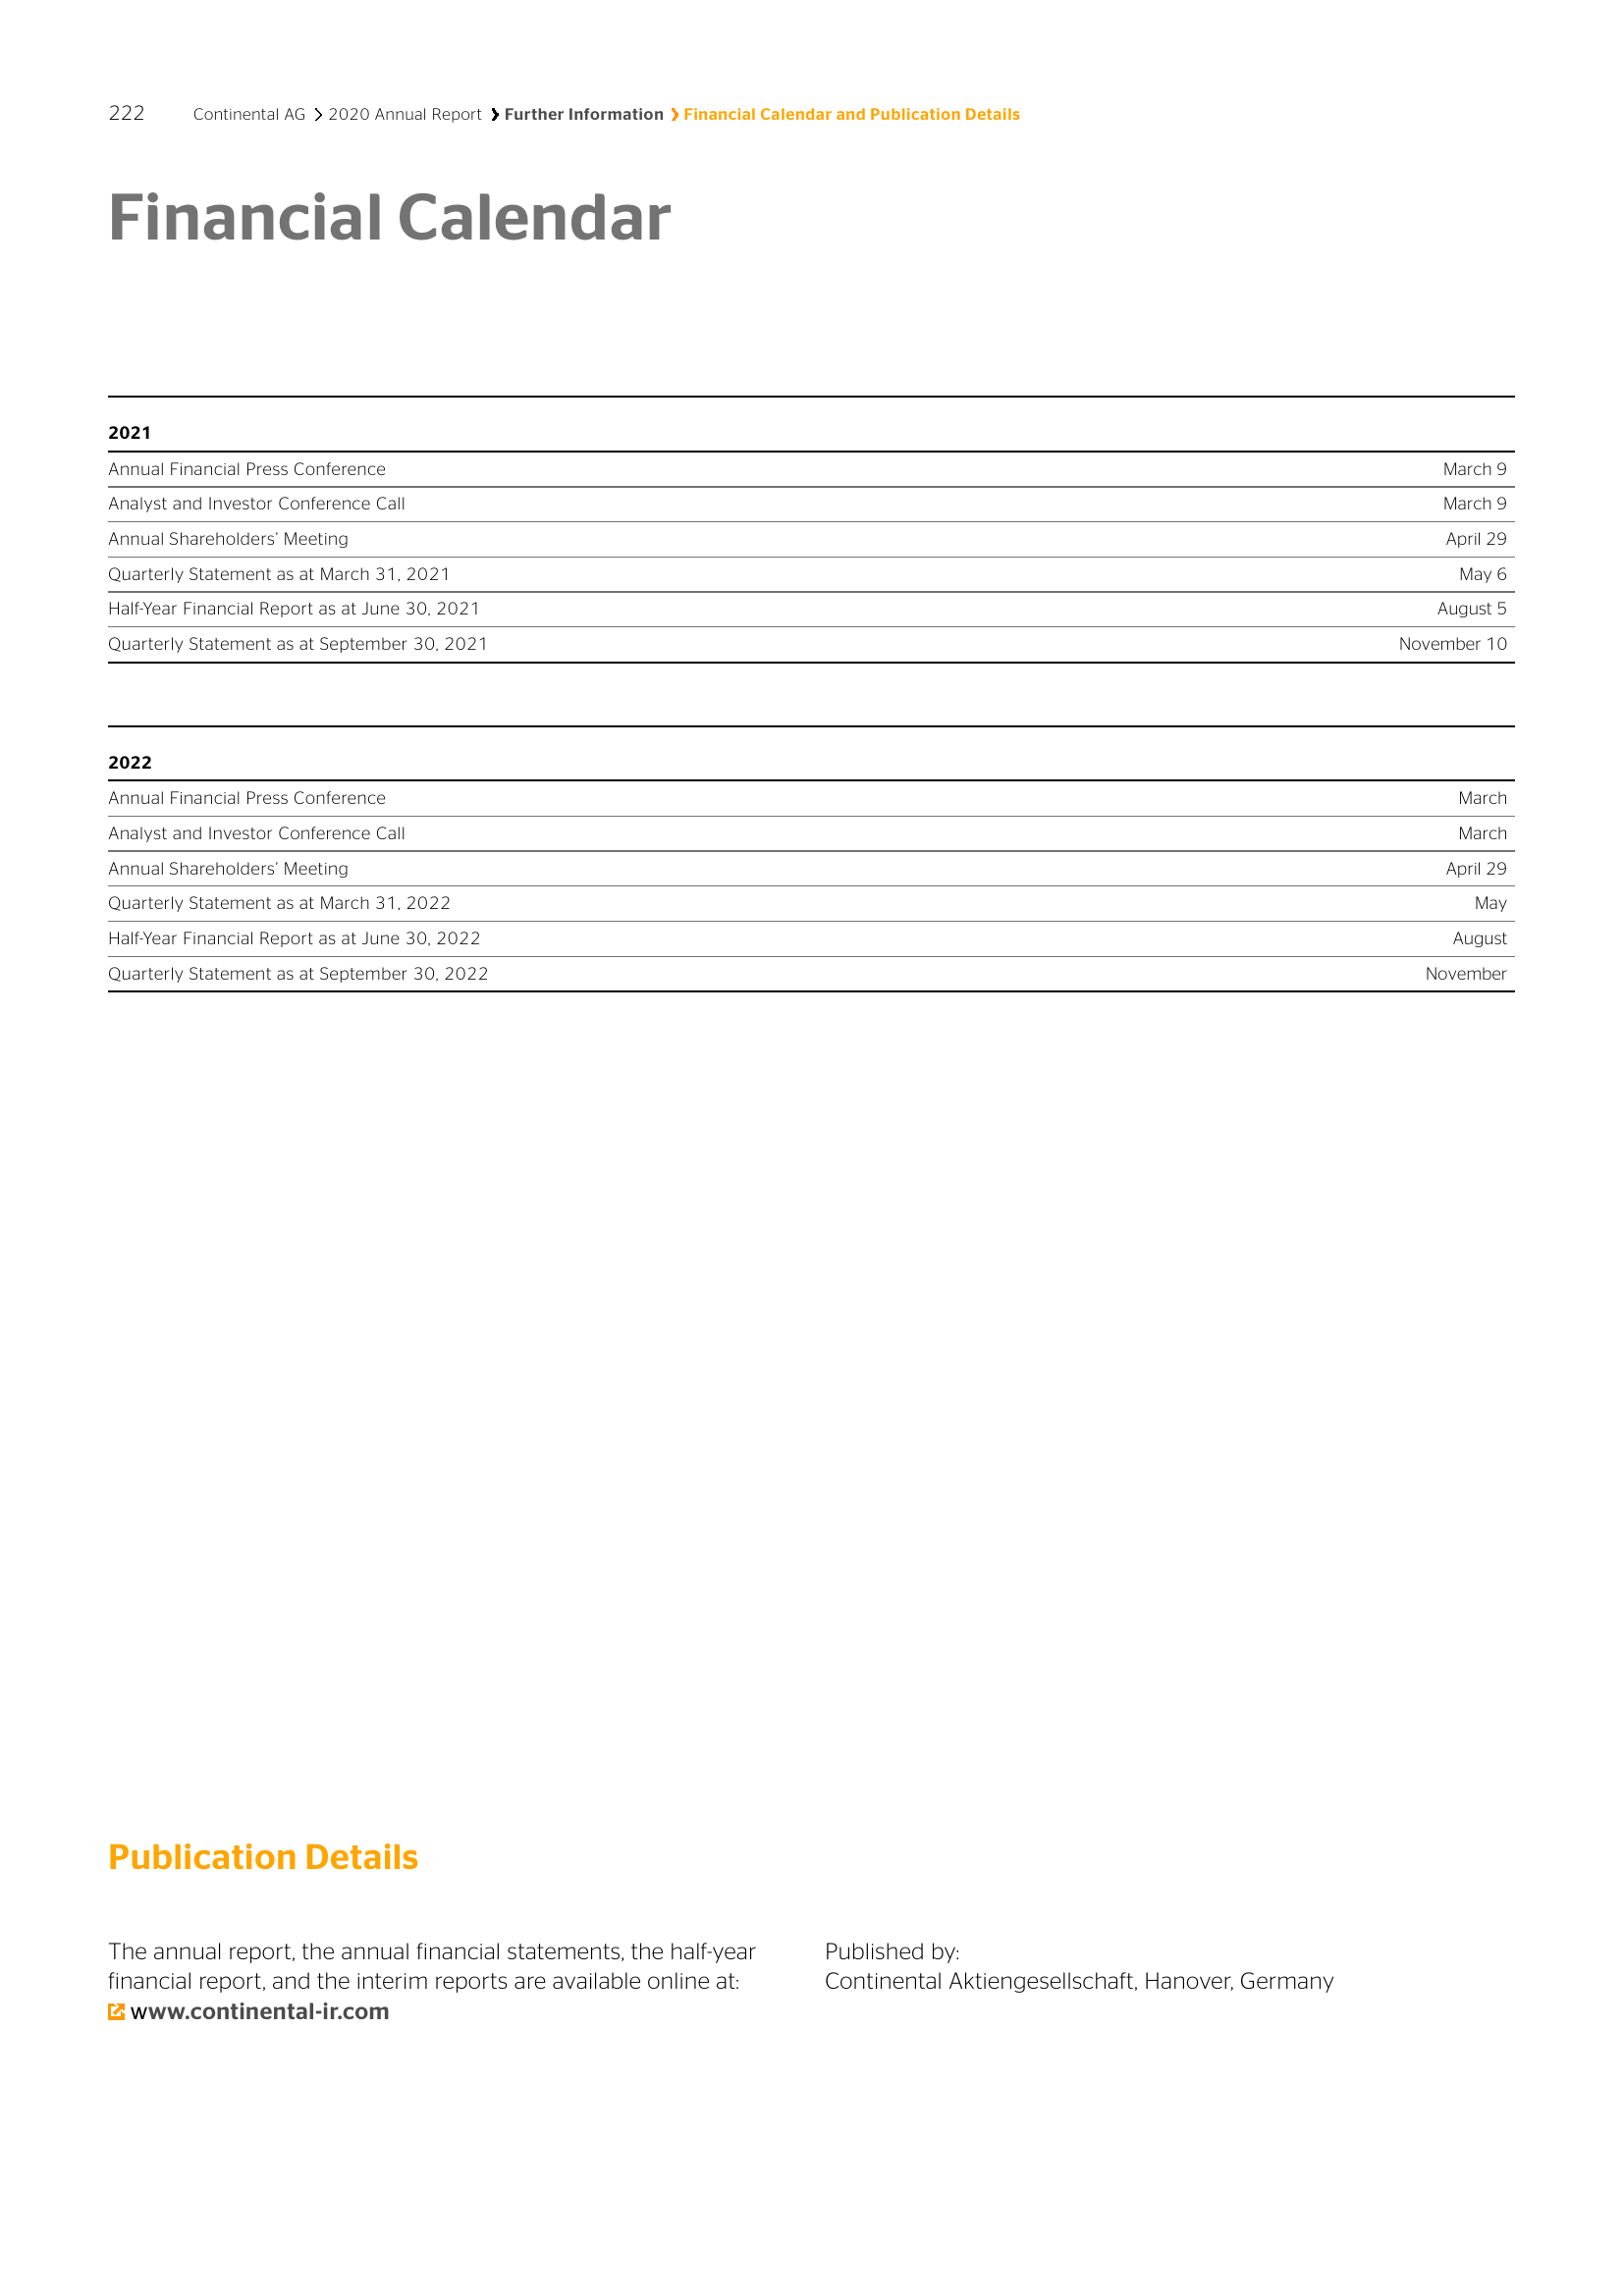 222 Continental AG › 2020 Annual Report › Further Information › Financial Calendar and Publication Details
Financial Calendar
2021
Annual Financial Press Conference March 9
Analyst and Investor Conference Call March 9
Annual Shareholders’ Meeting April 29
Quarterly Statement as at March 31, 2021 May 6
Half-Year Financial Report as at June 30, 2021 August 5
Quarterly Statement as at September 30, 2021 November 10
2022
Annual Financial Press Conference March
Analyst and Investor Conference Call March
Annual Shareholders’ Meeting April 29
Quarterly Statement as at March 31, 2022 May
Half-Year Financial Report as at June 30, 2022 August
Quarterly Statement as at September 30, 2022 November
Publication Details
The annual report, the annual financial statements, the half-year
financial report, and the interim reports are available online at:
www.continental-ir.com
Published by:
Continental Aktiengesellschaft, Hanover, Germany